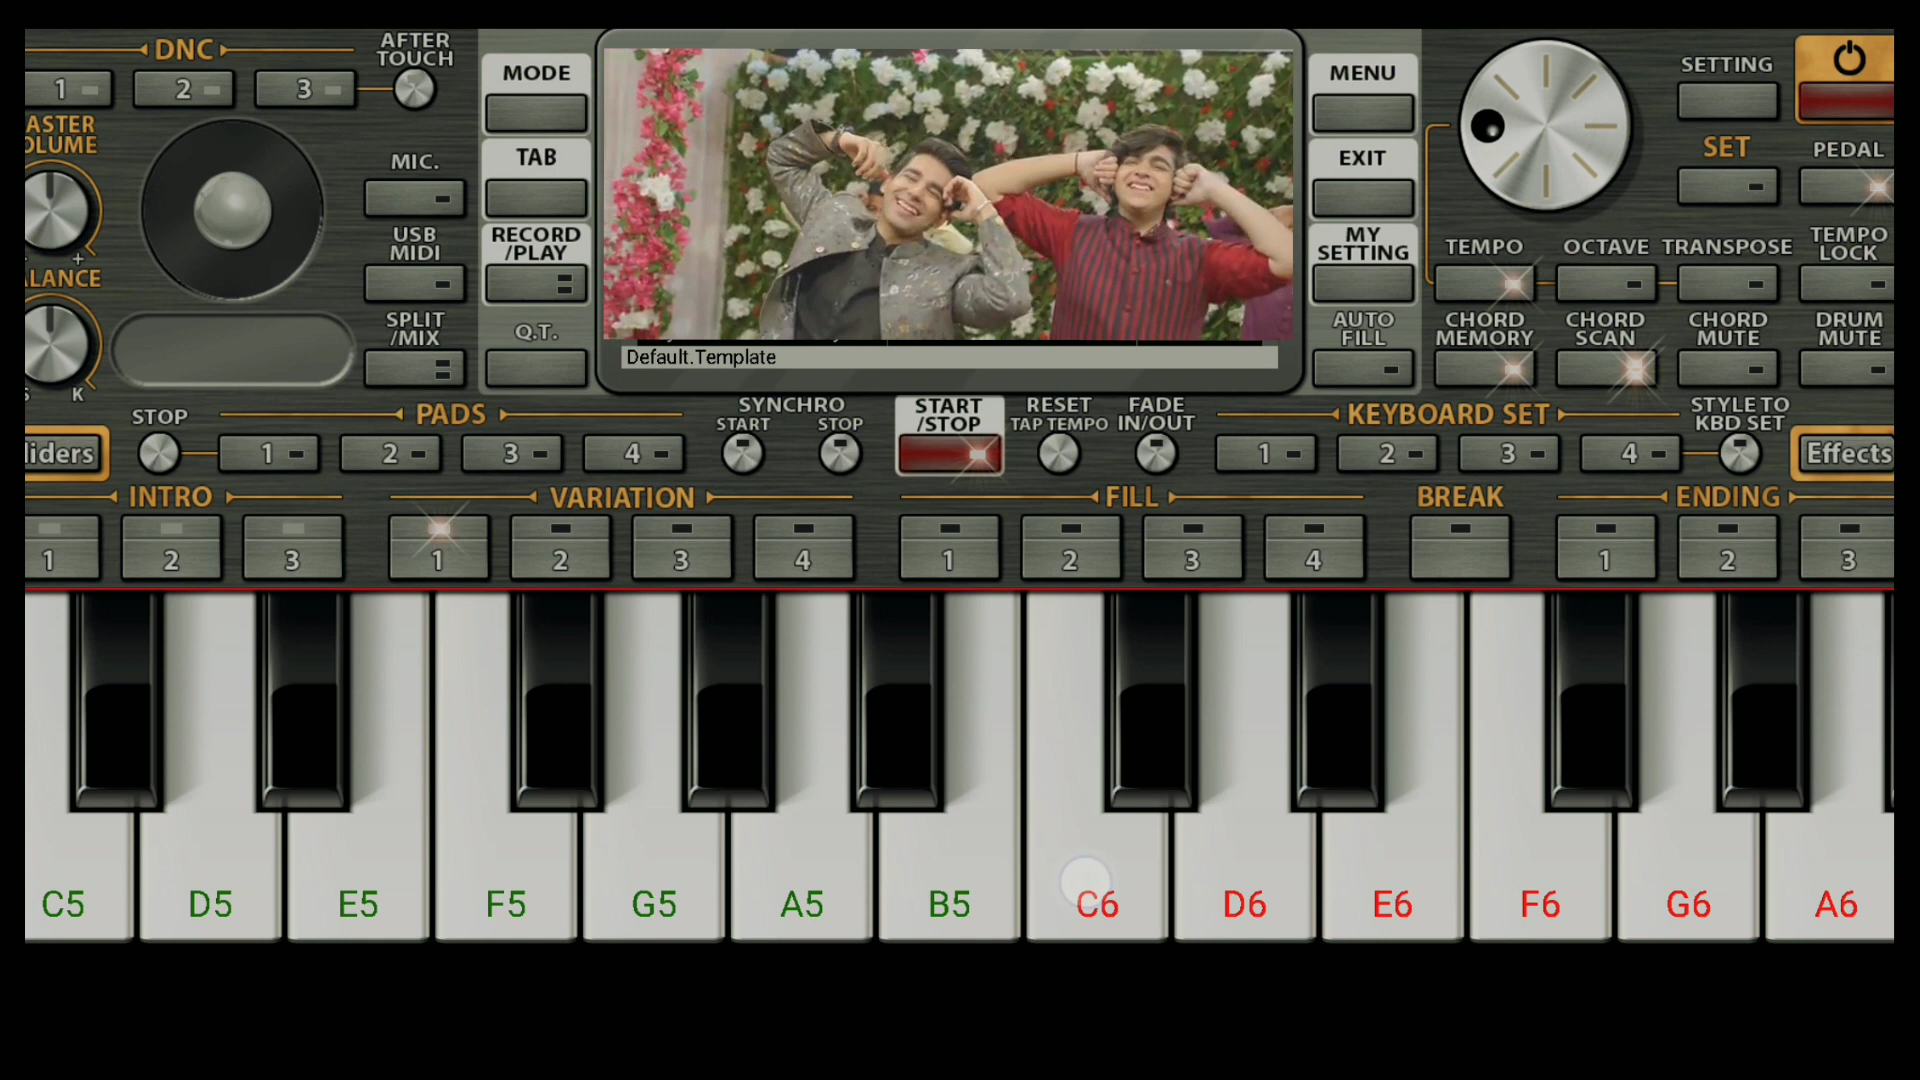 DNC
AFTER
TOUCH
1
2
3
ASTER
OLUME
MIC.
USB
MIDI
+
ALANCE
SPLIT
/MIX
K
MODE
TAB
RECORD
/PLAY
Q.T.
Default.Template
MENU
EXIT
MY
SETTING
AUTO
FILL
SETTING
SET
PEDAL
TEMPO
OCTAVE
TRANSPOSE
TEMPO
LOCK
CHORD
MEMORY
CHORD
SCAN
CHORD
MUTE
DRUM
MUTE
liders
STOP
PADS
1
2
3
4
SYNCHRO
START
STOP
START
/STOP
RESET
TAP TEMPO
FADE
IN/OUT
KEYBOARD SET
1
2
3
4
STYLE TO
KBD SET
Effects
INTRO
1
2
3
VARIATION
1
2
3
4
FILL
1
2
3
4
BREAK
ENDING
1
2
3
C5 D5 E5 F5 G5 A5 B5 C6 D6 E6 F6 G6 A6